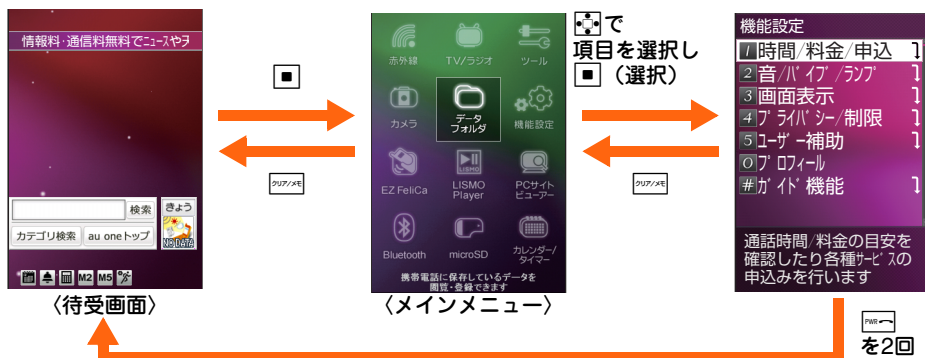 情報料・通信料無料でニュースやヲ
検索
きょう
カテゴリ検索
au oneトップ
NO DATA
M2 M5
〈待受画面〉
クリア/メモ
赤外線
TV/ラジオ
ツール
カメラ
データ
フォルダ
機能設定
EZ FeliCa
LISMO
LISMO
Player
PCサイト
ビューアー
Bluetooth
microSD
カレンダー/
タイマー
携帯電話に保存しているデータを
閲覧・登録できます
〈メインメニュー〉
で
項目を選択し
(選択)
クリア/メモ
機能設定
1 時間/料金/申込
2 音/バイブ/ランプ
3 画面表示
4 プライバシー/制限
5 ユーザー補助
0 プロフィール
# ガイド機能
通話時間/料金の目安を
確認したり各種サービスの
申込みを行います
PWR
を2回